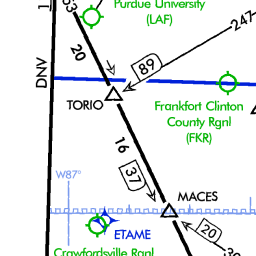 Purdue University
(LAF)
53
1
20
247
89
DNV
TORIO
Frankfort Clinton
County Rgnl
(FKR)
16
37
W87°
MACES
20
ETAME
Crawfordsville Rgnl